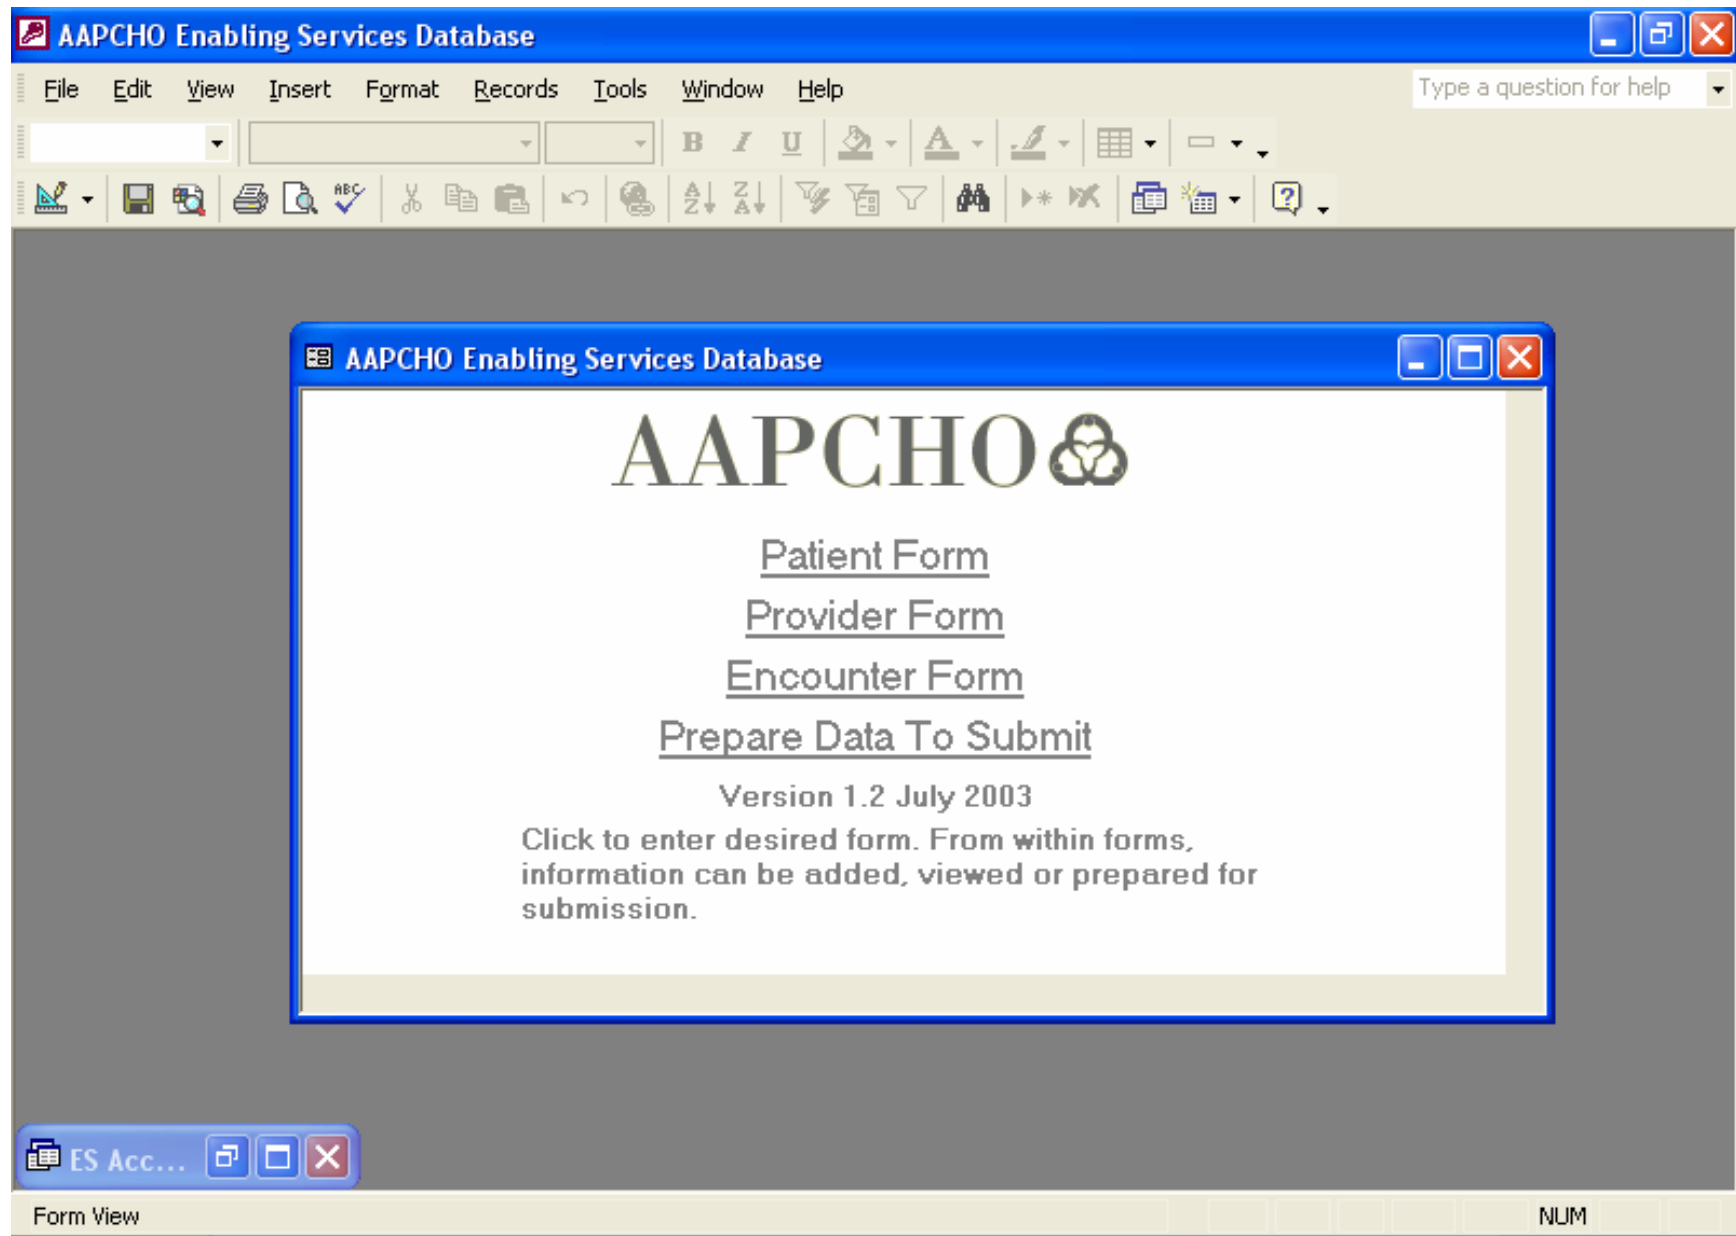 AAPCHO Enabling Services Database
File Edit View Insert Format Records Tools Window Help Type a question for help
B I U A
ABC A Z Z A
AAPCHO Enabling Services Database
AAPCHO
Patient Form
Provider Form
Encounter Form
Prepare Data To Submit
Version 1.2 July 2003
Click to enter desired form. From within forms,
information can be added, viewed or prepared for
submission.
ES Acc...
Form View NUM